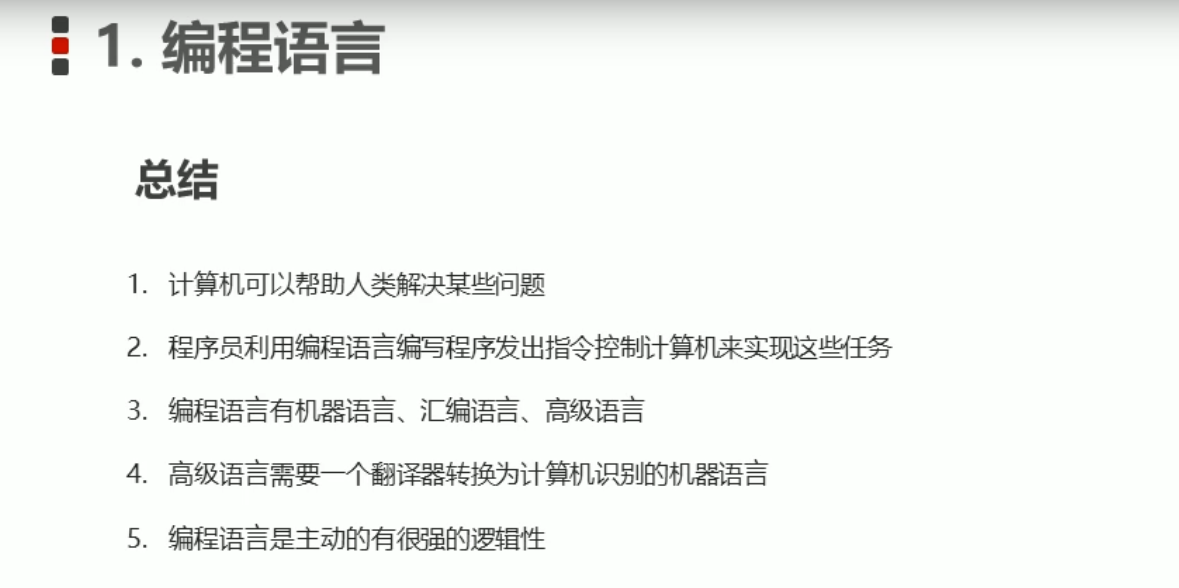 1. 编程语言
总结
1. 计算机可以帮助人类解决某些问题
2. 程序员利用编程语言编写程序发出指令控制计算机来实现这些任务
3. 编程语言有机器语言、汇编语言、高级语言
4. 高级语言需要一个翻译器转换为计算机识别的机器语言
5. 编程语言是主动的有很强的逻辑性